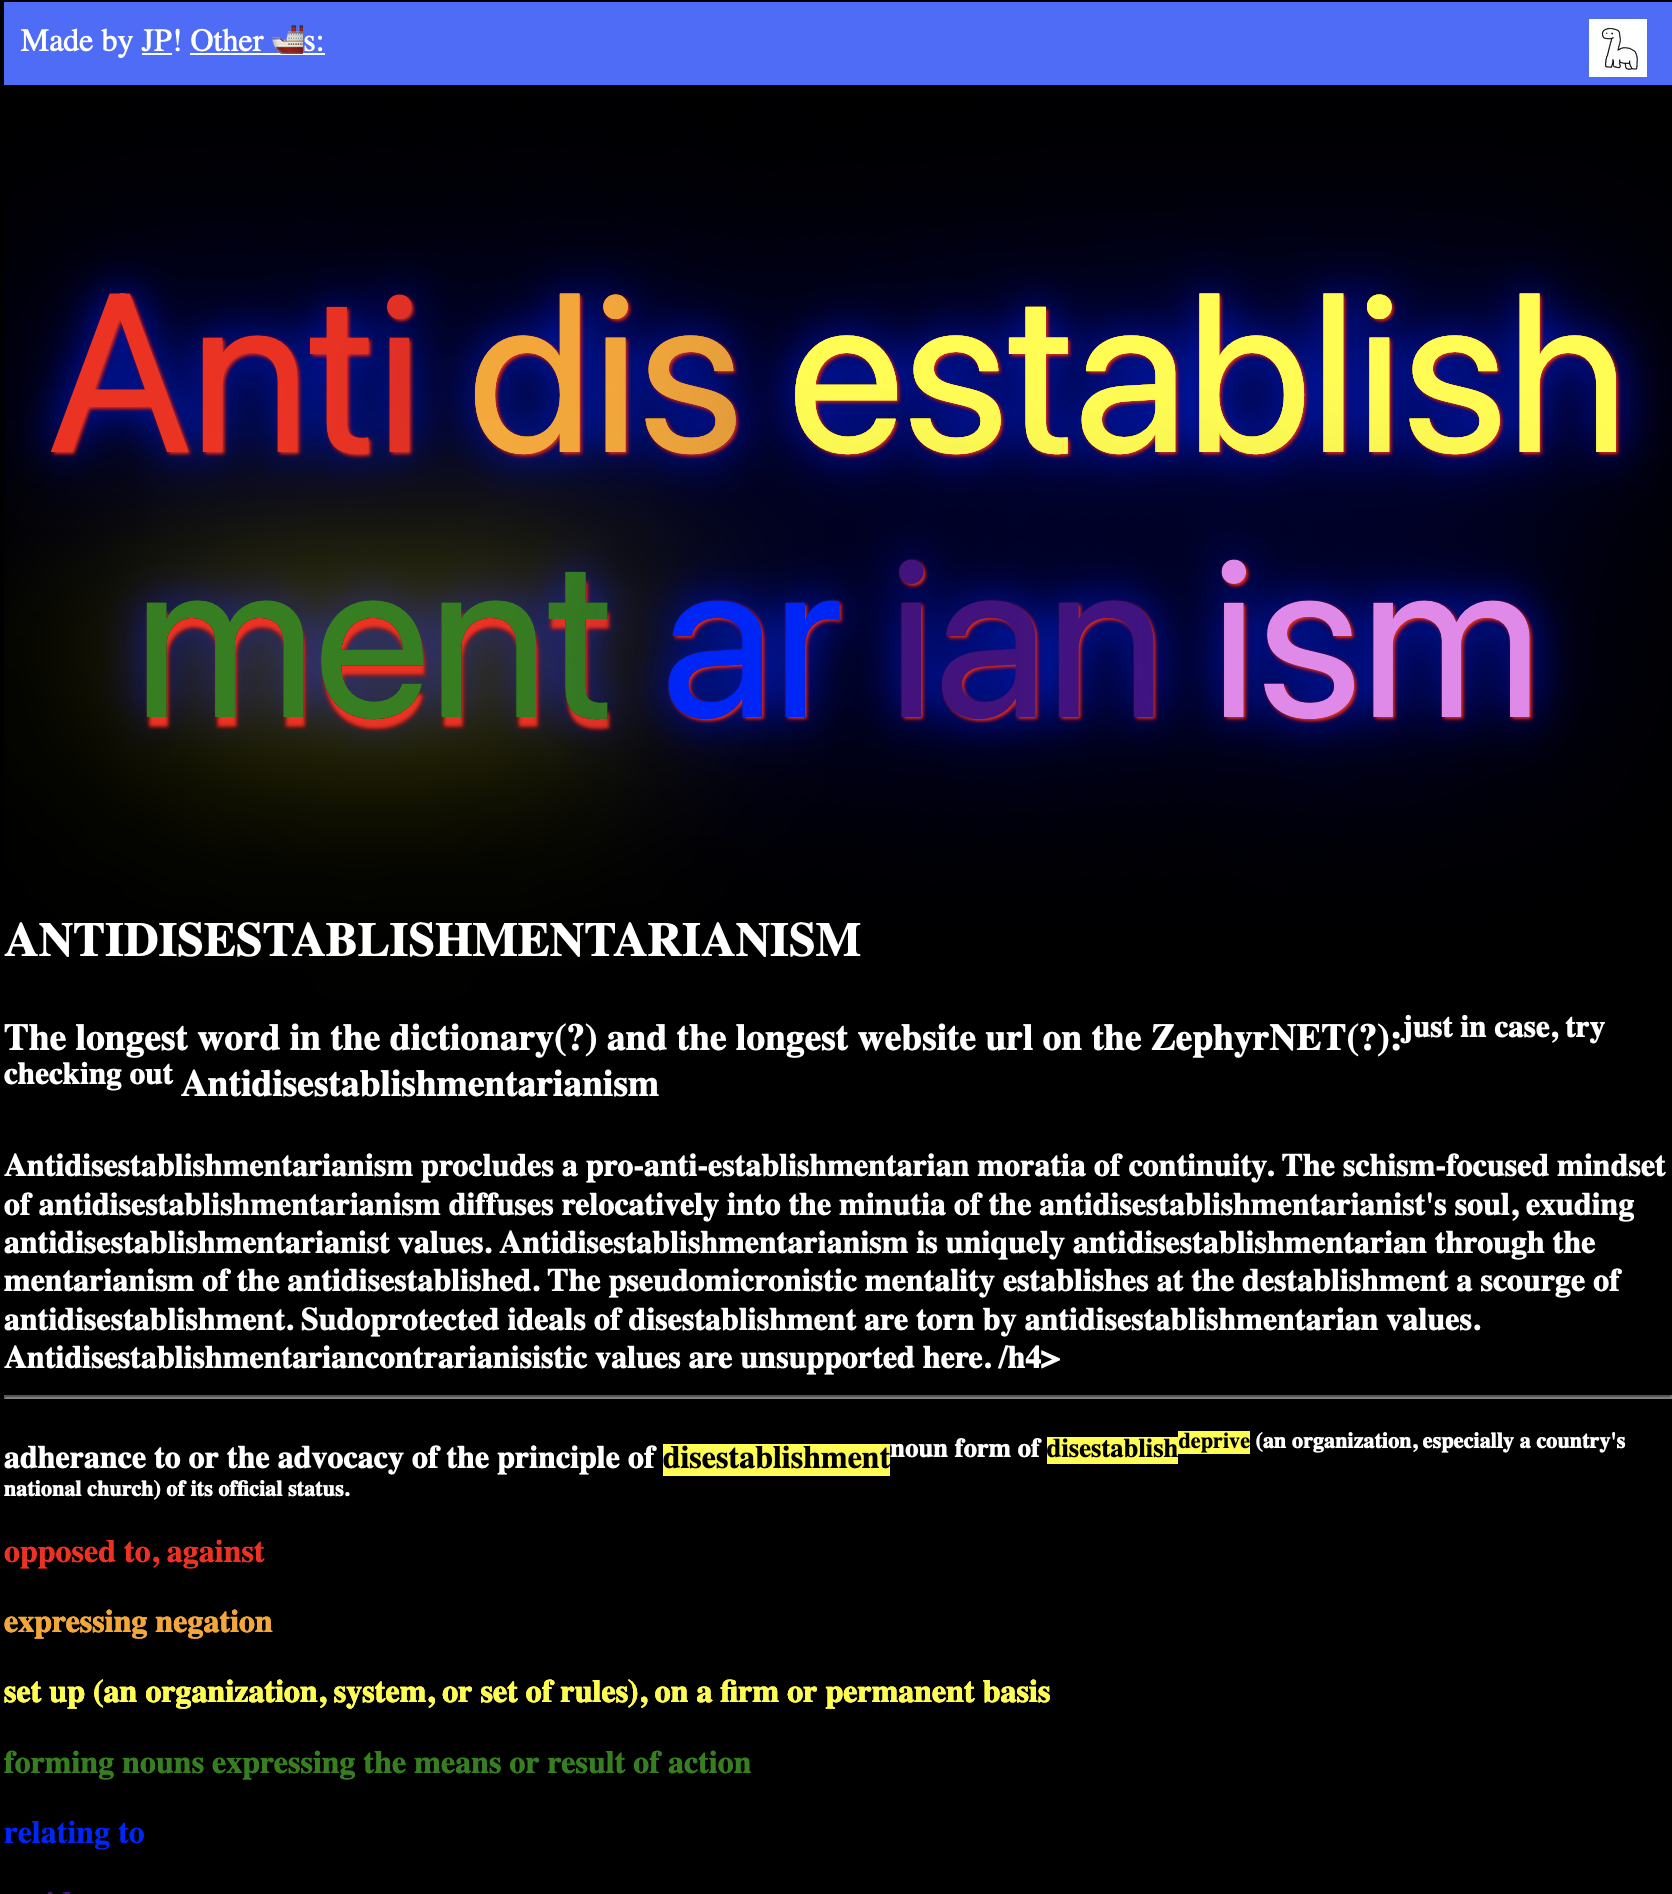 Made by JP! Other 🚢s:
Anti dis establish
ment ar ian ism
ANTIDISESTABLISHMENTARIANISM
The longest word in the dictionary(?) and the longest website url on the ZephyrNET(?):just in case, try
checking out Antidisestablishmentarianism
Antidisestablishmentarianism procludes a pro-anti-establishmentarian moratia of continuity. The schism-focused mindset
of antidisestablishmentarianism diffuses relocatively into the minutia of the antidisestablishmentarianist's soul, exuding
antidisestablishmentarianist values. Antidisestablishmentarianism is uniquely antidisestablishmentarian through the
mentarianism of the antidisestablished. The pseudomicronistic mentality establishes at the destablishment a scourge of
antidisestablishment. Sudoprotected ideals of disestablishment are torn by antidisestablishmentarian values.
Antidisestablishmentariancontrarianisistic values are unsupported here. /h4>
adherance to or the advocacy of the principle of disestablishmentnoun form of disestablishdeprive (an organization, especially a country's
national church) of its official status.
opposed to, against
expressing negation
set up (an organization, system, or set of rules), on a firm or permanent basis
forming nouns expressing the means or result of action
relating to